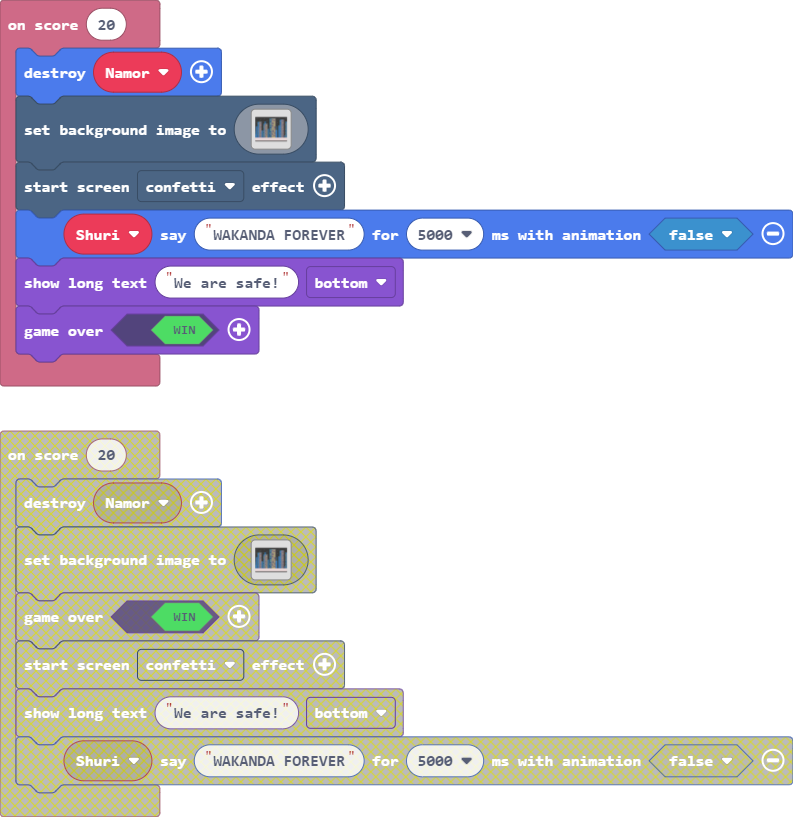 on score 20
destroy Namor
set background image to
start screen confetti effect
Shuri say "WAKANDA FOREVER" for 5000 ms with animation false
show long text "We are safe!" bottom
game over WIN
on score 20
destroy Namor
set background image to
game over WIN
start screen confetti effect
show long text "We are safe!" bottom
Shuri say "WAKANDA FOREVER" for 5000 ms with animation false